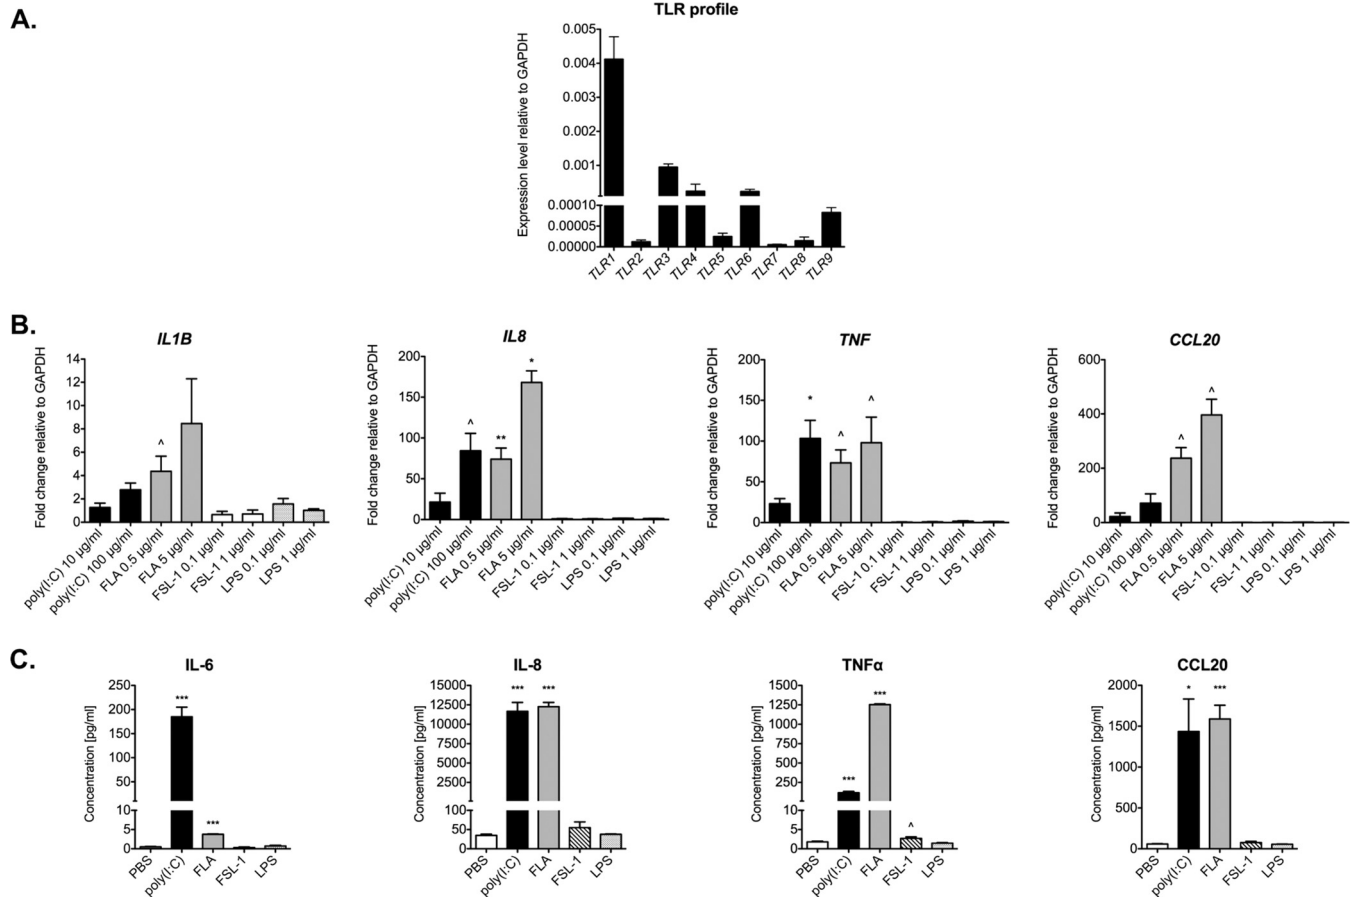 A.
TLR profile
Expression level relative to GAPDH
0.005
0.004
0.003
0.002
0.001
0.00010
0.00005
0.00000
TLR1
TLR2
TLR3
TLR4
TLR5
TLR6
TLR7
TLR8
TLR9
B.
IL1B
Fold change relative to GAPDH
14
12
10
8
6
4
2
0
^
poly(I:C) 10 µg/ml
poly(I:C) 100 µg/ml
FLA 0.5 µg/ml
FLA 5 µg/ml
FSL-1 0.1 µg/ml
FSL-1 1 µg/ml
LPS 0.1 µg/ml
LPS 1 µg/ml
IL8
Fold change relative to GAPDH
200
150
100
50
0
^
**
*
poly(I:C) 10 µg/ml
poly(I:C) 100 µg/ml
FLA 0.5 µg/ml
FLA 5 µg/ml
FSL-1 0.1 µg/ml
FSL-1 1 µg/ml
LPS 0.1 µg/ml
LPS 1 µg/ml
TNF
Fold change relative to GAPDH
200
150
100
50
0
*
^
^
poly(I:C) 10 µg/ml
poly(I:C) 100 µg/ml
FLA 0.5 µg/ml
FLA 5 µg/ml
FSL-1 0.1 µg/ml
FSL-1 1 µg/ml
LPS 0.1 µg/ml
LPS 1 µg/ml
CCL20
Fold change relative to GAPDH
600
400
200
0
^
^
poly(I:C) 10 µg/ml
poly(I:C) 100 µg/ml
FLA 0.5 µg/ml
FLA 5 µg/ml
FSL-1 0.1 µg/ml
FSL-1 1 µg/ml
LPS 0.1 µg/ml
LPS 1 µg/ml
C.
IL-6
Concentration [pg/ml]
250
200
150
100
50
10
5
0
***
***
PBS
poly(I:C)
FLA
FSL-1
LPS
IL-8
Concentration [pg/ml]
15000
12500
10000
7500
5000
2500
100
50
0
***
***
PBS
poly(I:C)
FLA
FSL-1
LPS
TNFα
Concentration [pg/ml]
1500
1250
1000
750
500
250
10
5
0
***
***
^
PBS
poly(I:C)
FLA
FSL-1
LPS
CCL20
Concentration [pg/ml]
2000
1500
1000
500
0
*
***
PBS
poly(I:C)
FLA
FSL-1
LPS